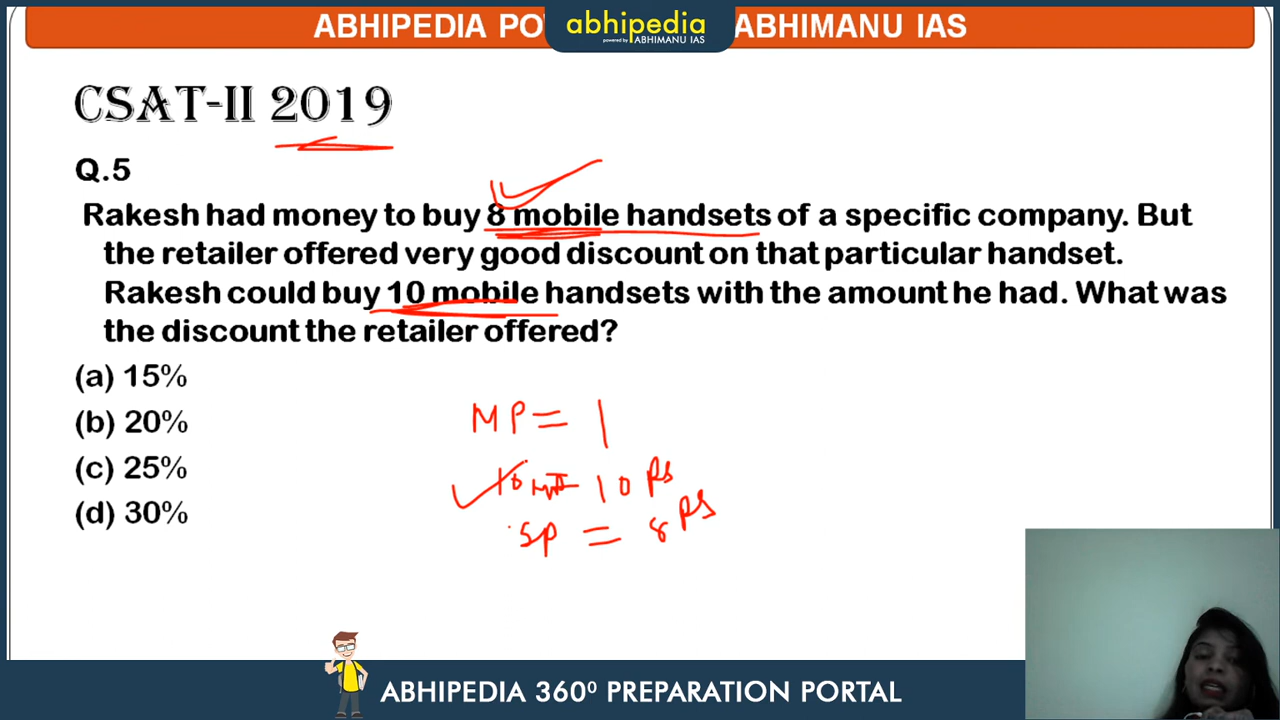 ABHIPEDIA PO
abhipedia
powered by ABHIMANU IAS
ABHIMANU IAS
CSAT-II 2019
Q.5
Rakesh had money to buy 8 mobile handsets of a specific company. But
the retailer offered very good discount on that particular handset.
Rakesh could buy 10 mobile handsets with the amount he had. What was
the discount the retailer offered?
(a) 15%
(b) 20%
(c) 25%
(d) 30%
MP = 1
10 = 10 Rs
SP = 8 Rs
ABHIPEDIA 360⁰ PREPARATION PORTAL